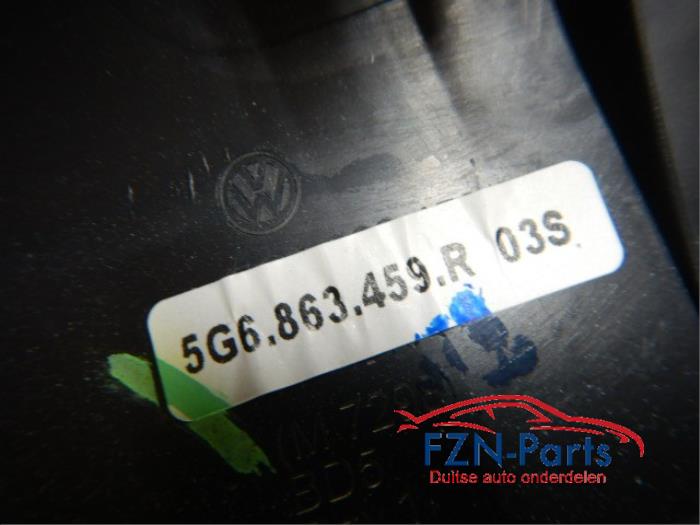 5G6.863.459.R 03S
FZN-Parts
Duitse auto onderdelen